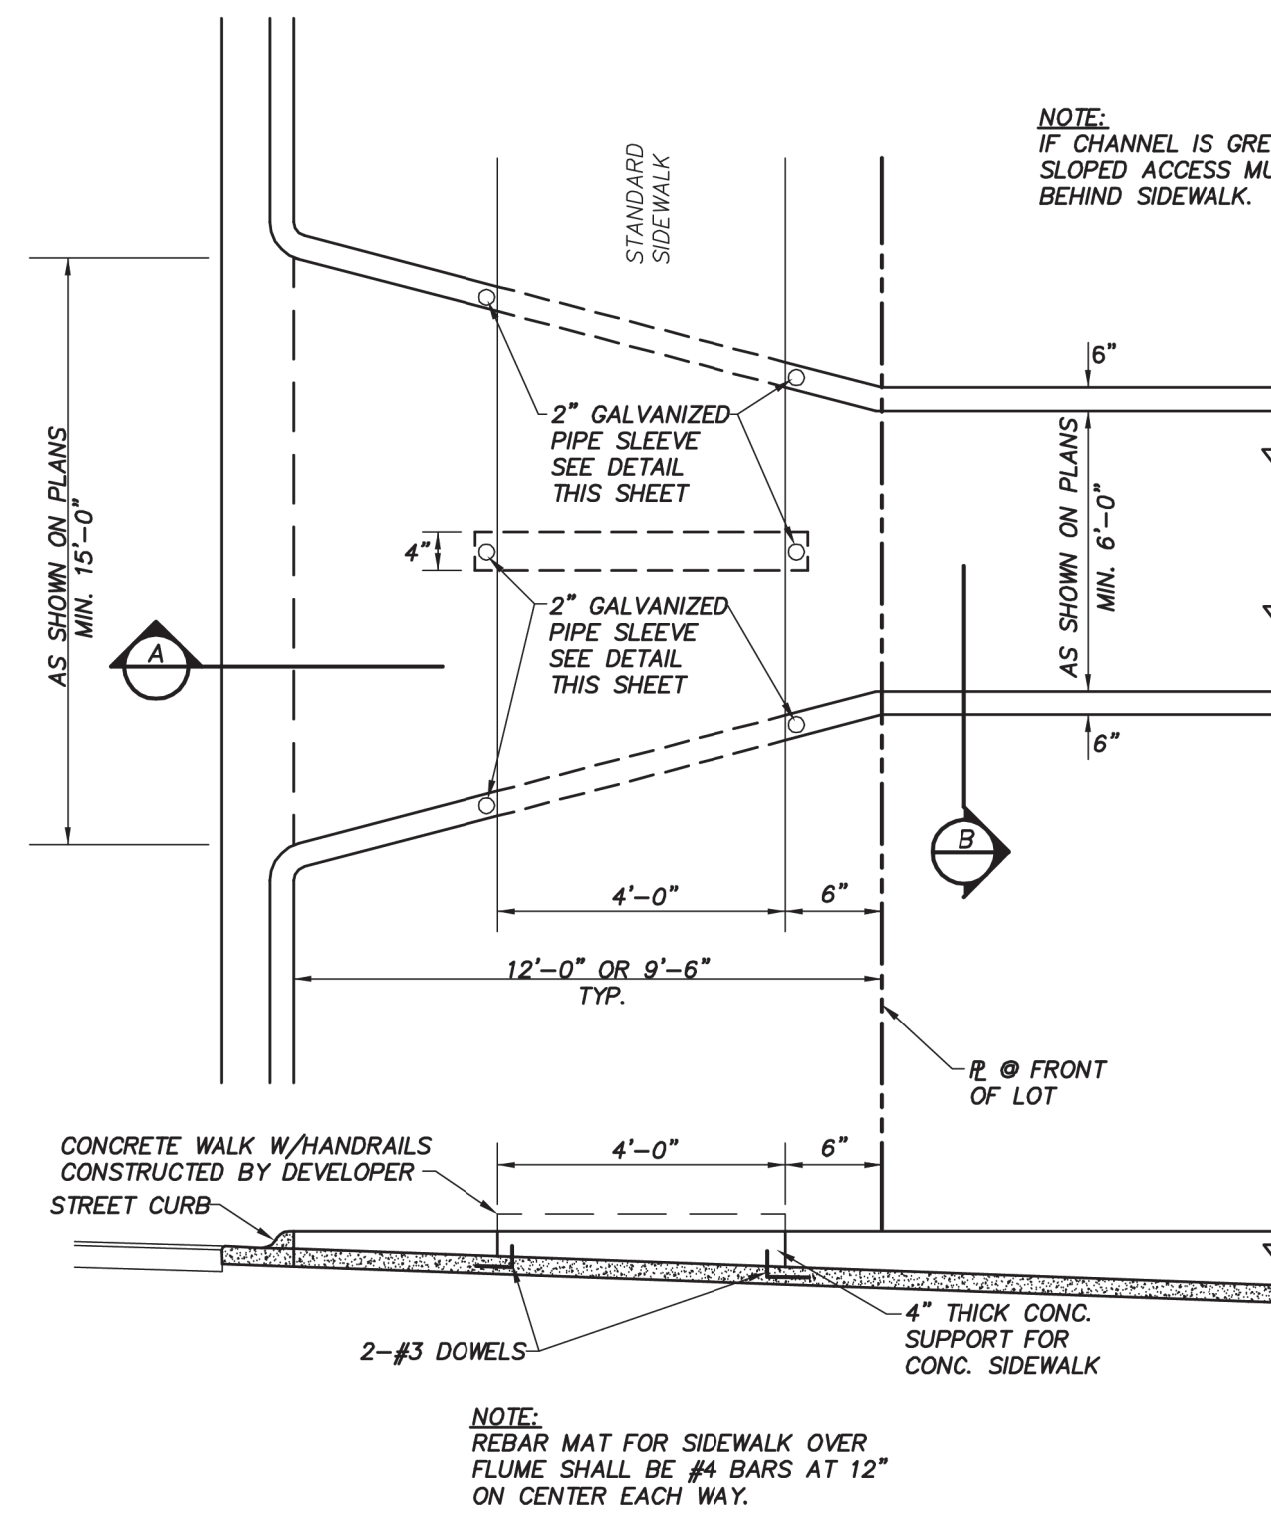 NOTE:
IF CHANNEL IS GRE
SLOPED ACCESS MU
BEHIND SIDEWALK.
STANDARD
SIDEWALK
6"
2" GALVANIZED
PIPE SLEEVE
SEE DETAIL
THIS SHEET
AS SHOWN ON PLANS
MIN. 15'-0"
AS SHOWN ON PLANS
MIN. 6'-0"
4"
2" GALVANIZED
PIPE SLEEVE
SEE DETAIL
THIS SHEET
A
6"
B
4'-0"
6"
12'-0" OR 9'-6"
TYP.
PL @ FRONT
OF LOT
CONCRETE WALK W/HANDRAILS
CONSTRUCTED BY DEVELOPER
4'-0"
6"
STREET CURB
4" THICK CONC.
SUPPORT FOR
CONC. SIDEWALK
2-#3 DOWELS
NOTE:
REBAR MAT FOR SIDEWALK OVER
FLUME SHALL BE #4 BARS AT 12"
ON CENTER EACH WAY.